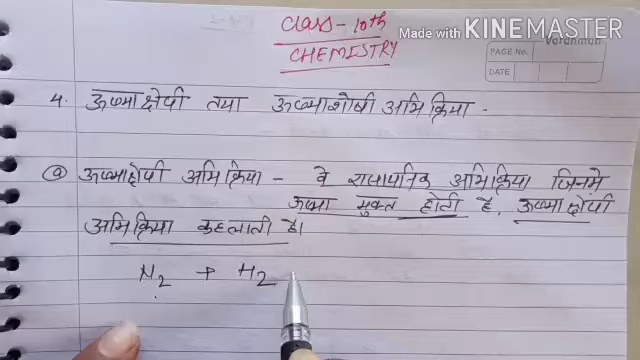 Class - 10th
CHEMISTRY
Made with KINEMASTER
PAGE No.
DATE
4. ऊष्माक्षेपी तथा ऊष्माशोषी अभिक्रिया -
(a) ऊष्माक्षेपी अभिक्रिया - वे रासायनिक अभिक्रिया जिनमे
ऊष्मा मुक्त होती है, ऊष्माक्षेपी
अभिक्रिया कहलाती है।
N₂ + H₂